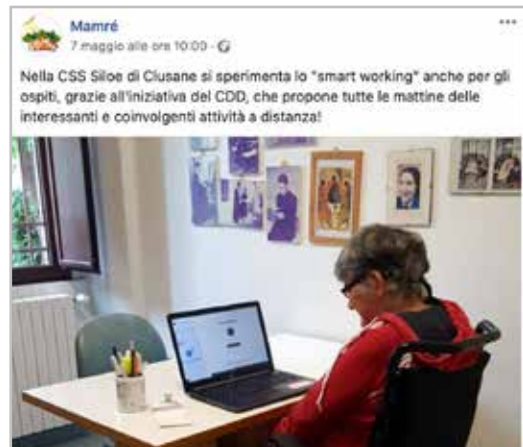 Mamré
7 maggio alle ore 10:00 ·
Nella CSS Siloe di Clusane si sperimenta lo "smart working" anche per gli
ospiti, grazie all'iniziativa del CDD, che propone tutte le mattine delle
interessanti e coinvolgenti attività a distanza!